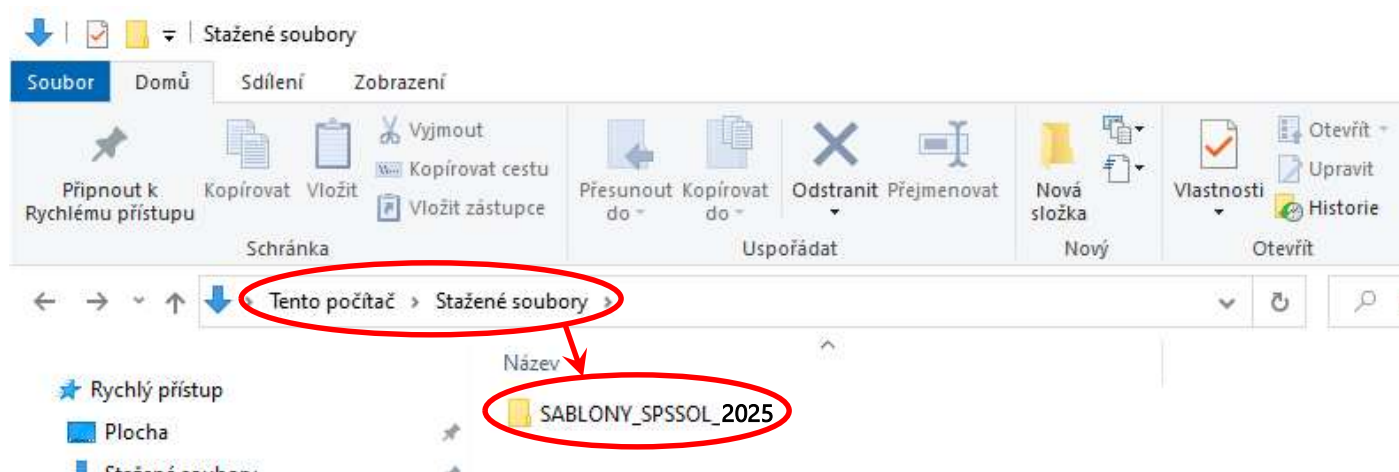 Stažené soubory
Soubor Domů Sdílení Zobrazení
Připnout k Rychlému přístupu
Kopírovat
Vložit
Vyjmout
Kopírovat cestu
Vložit zástupce
Schránka
Přesunout do
Kopírovat do
Odstranit
Přejmenovat
Uspořádat
Nová složka
Nový
Vlastnosti
Otevřít
Upravit
Historie
Otevřít
Tento počítač › Stažené soubory ›
Název
Rychlý přístup
SABLONY_SPSSOL_2025
Plocha
Stažené soubory